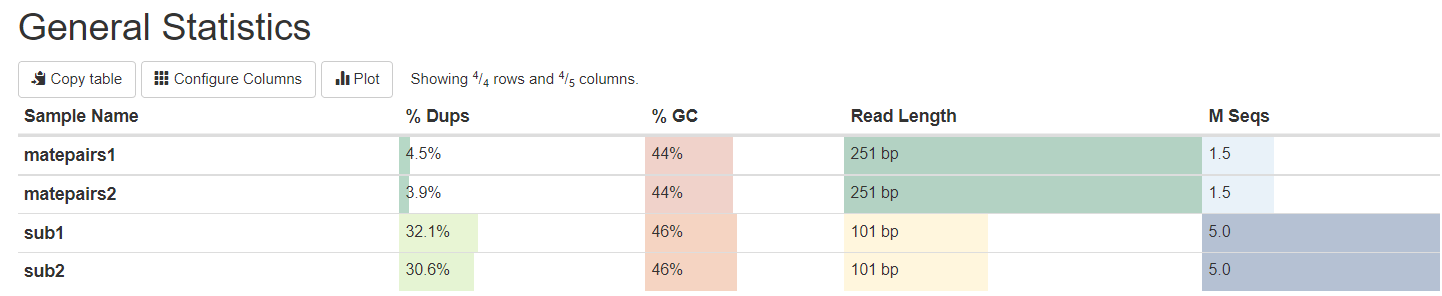 General Statistics
Copy table Configure Columns Plot Showing 4/4 rows and 4/5 columns.
Sample Name % Dups % GC Read Length M Seqs
matepairs1 4.5% 44% 251 bp 1.5
matepairs2 3.9% 44% 251 bp 1.5
sub1 32.1% 46% 101 bp 5.0
sub2 30.6% 46% 101 bp 5.0